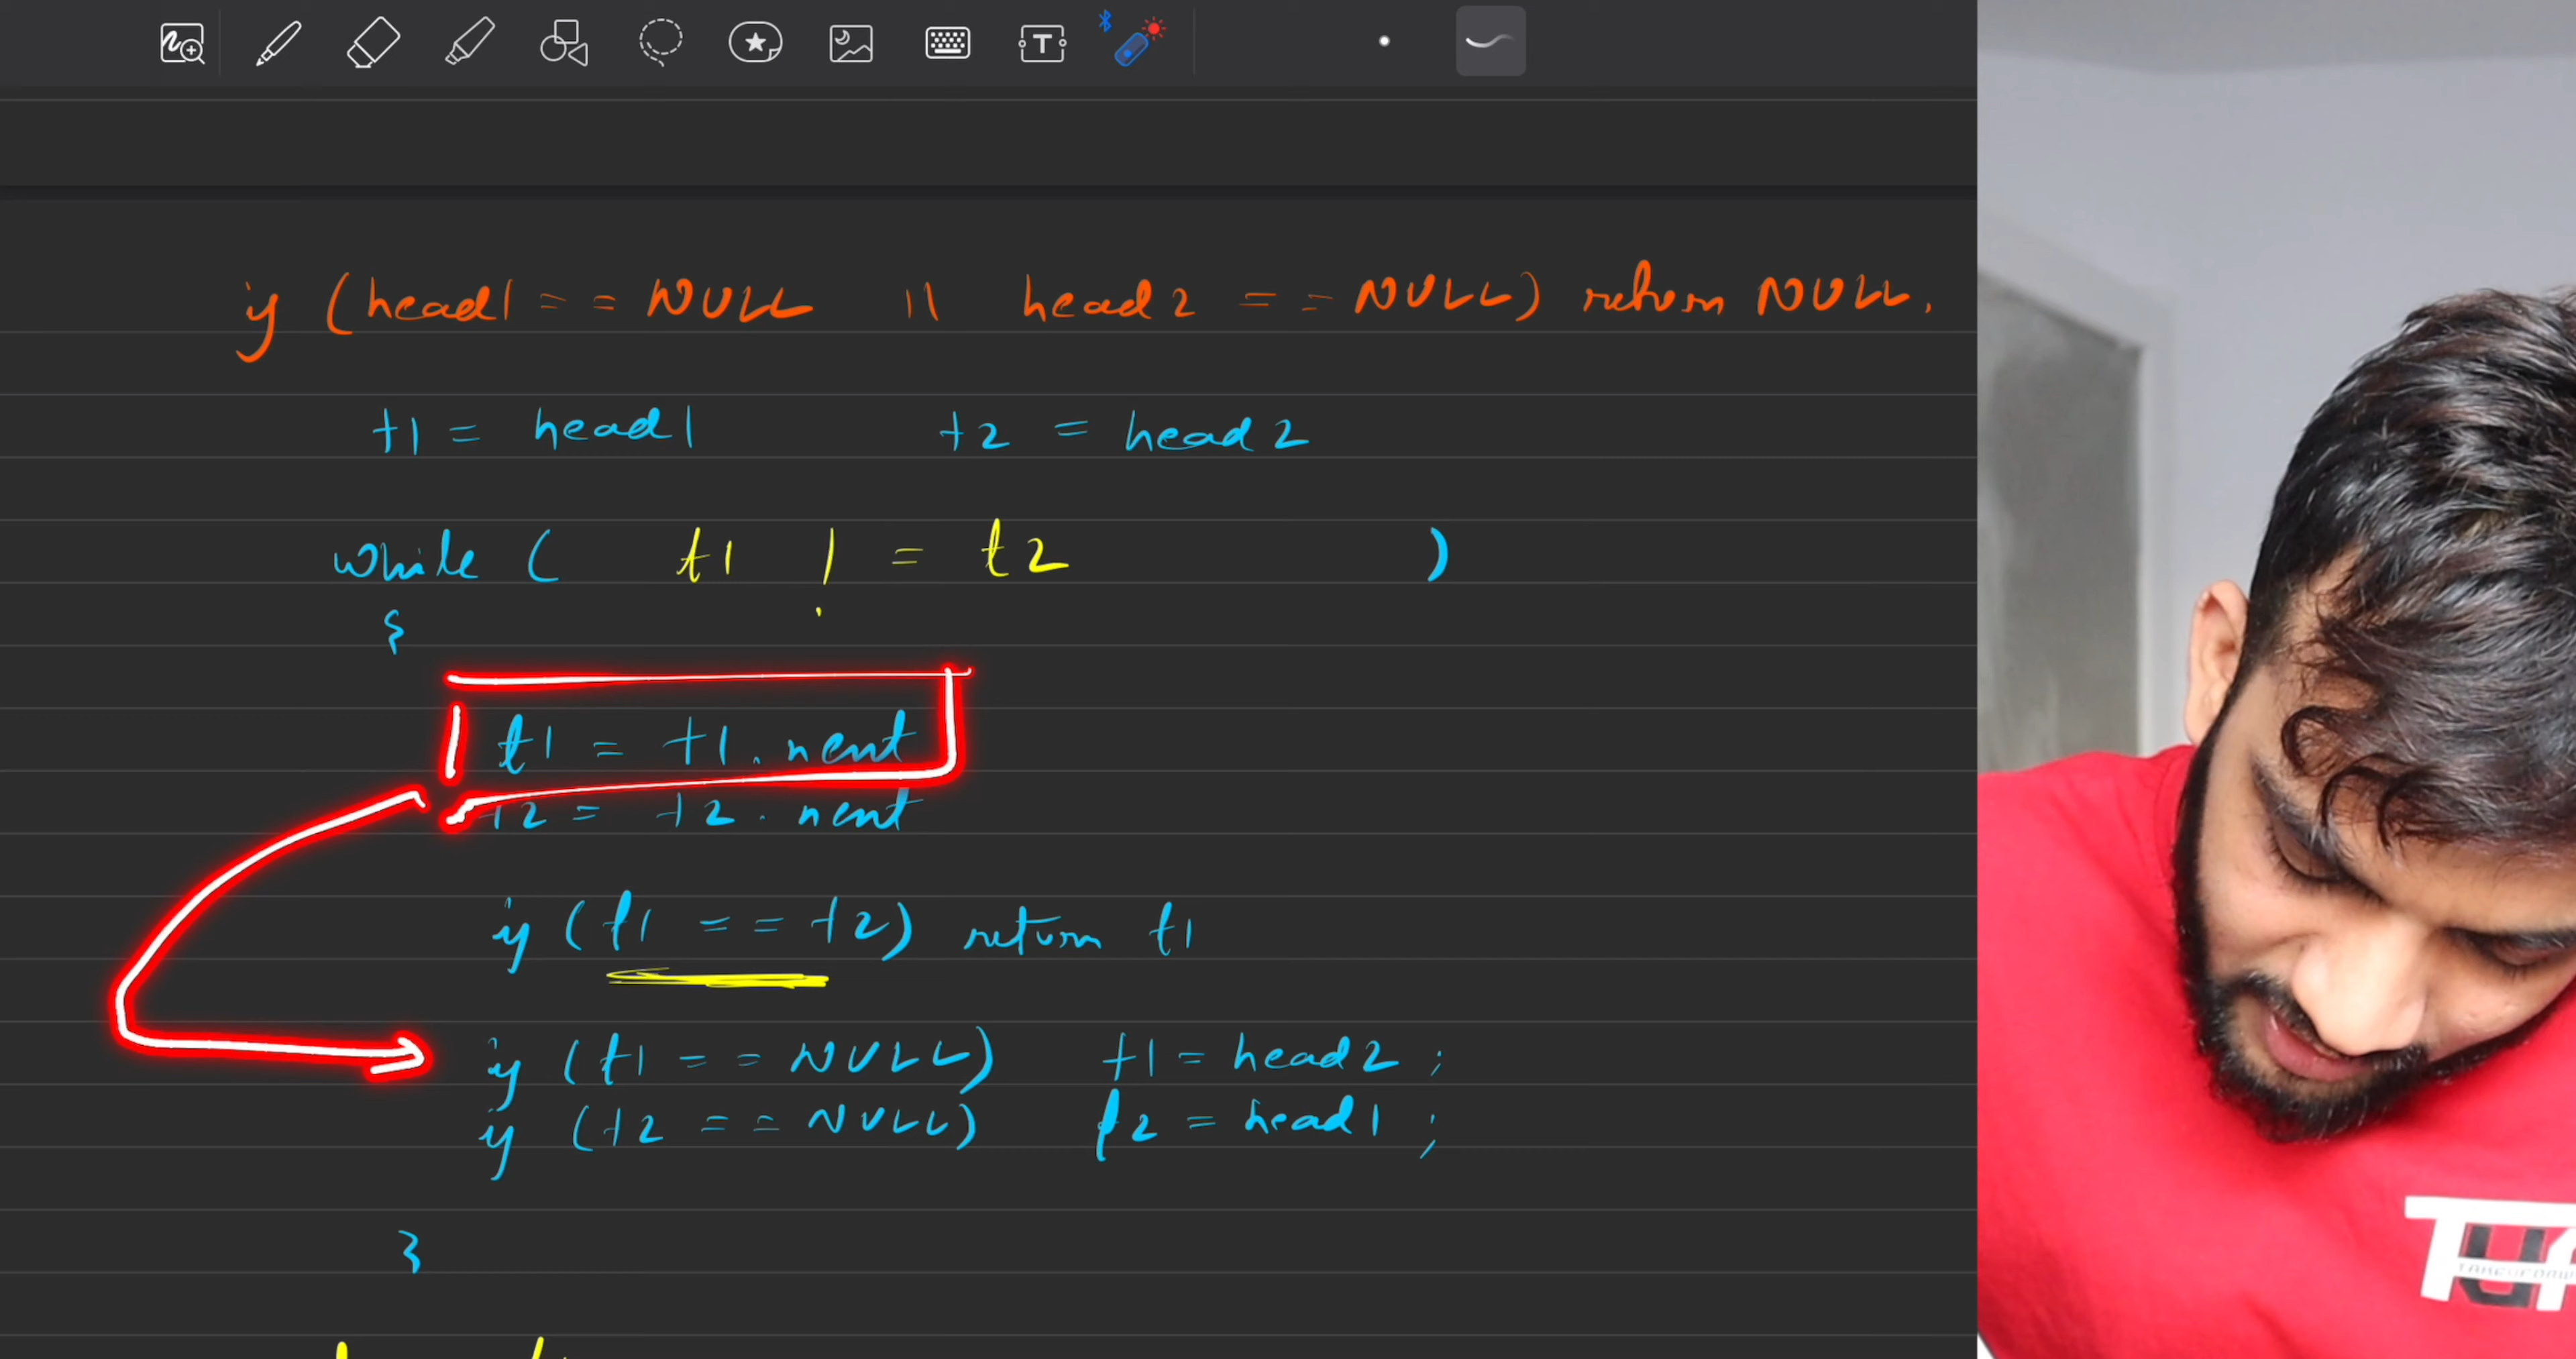 if (head1 == NULL || head2 == NULL) return NULL.
t1 = head1 t2 = head2
while ( t1 != t2 )
{
t1 = t1.next
t2 = t2.next
if (t1 == t2) return t1
if (t1 == NULL) t1 = head2 ;
if (t2 == NULL) t2 = head1 ;
}